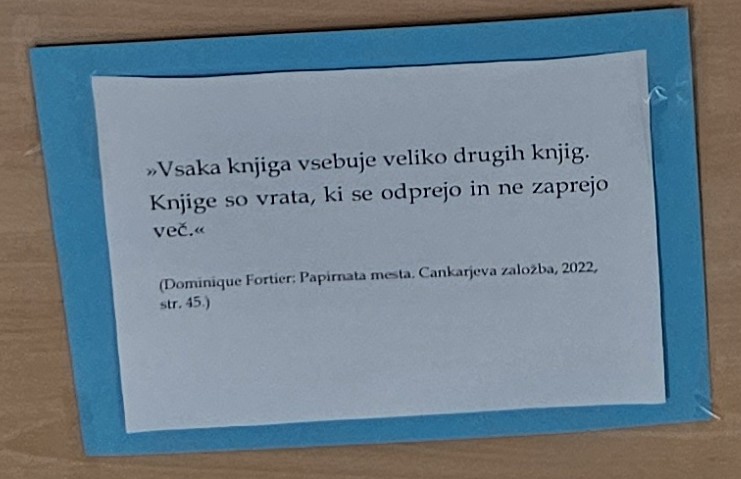 »Vsaka knjiga vsebuje veliko drugih knjig.
Knjige so vrata, ki se odprejo in ne zaprejo
več.«
(Dominique Fortier: Papirnata mesta. Cankarjeva založba, 2022,
str. 45.)